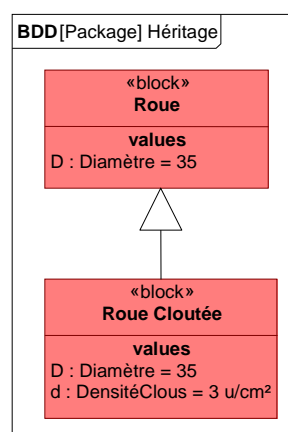 BDD[Package] Héritage
«block»
Roue
values
D : Diamètre = 35
«block»
Roue Cloutée
values
D : Diamètre = 35
d : DensitéClous = 3 u/cm²